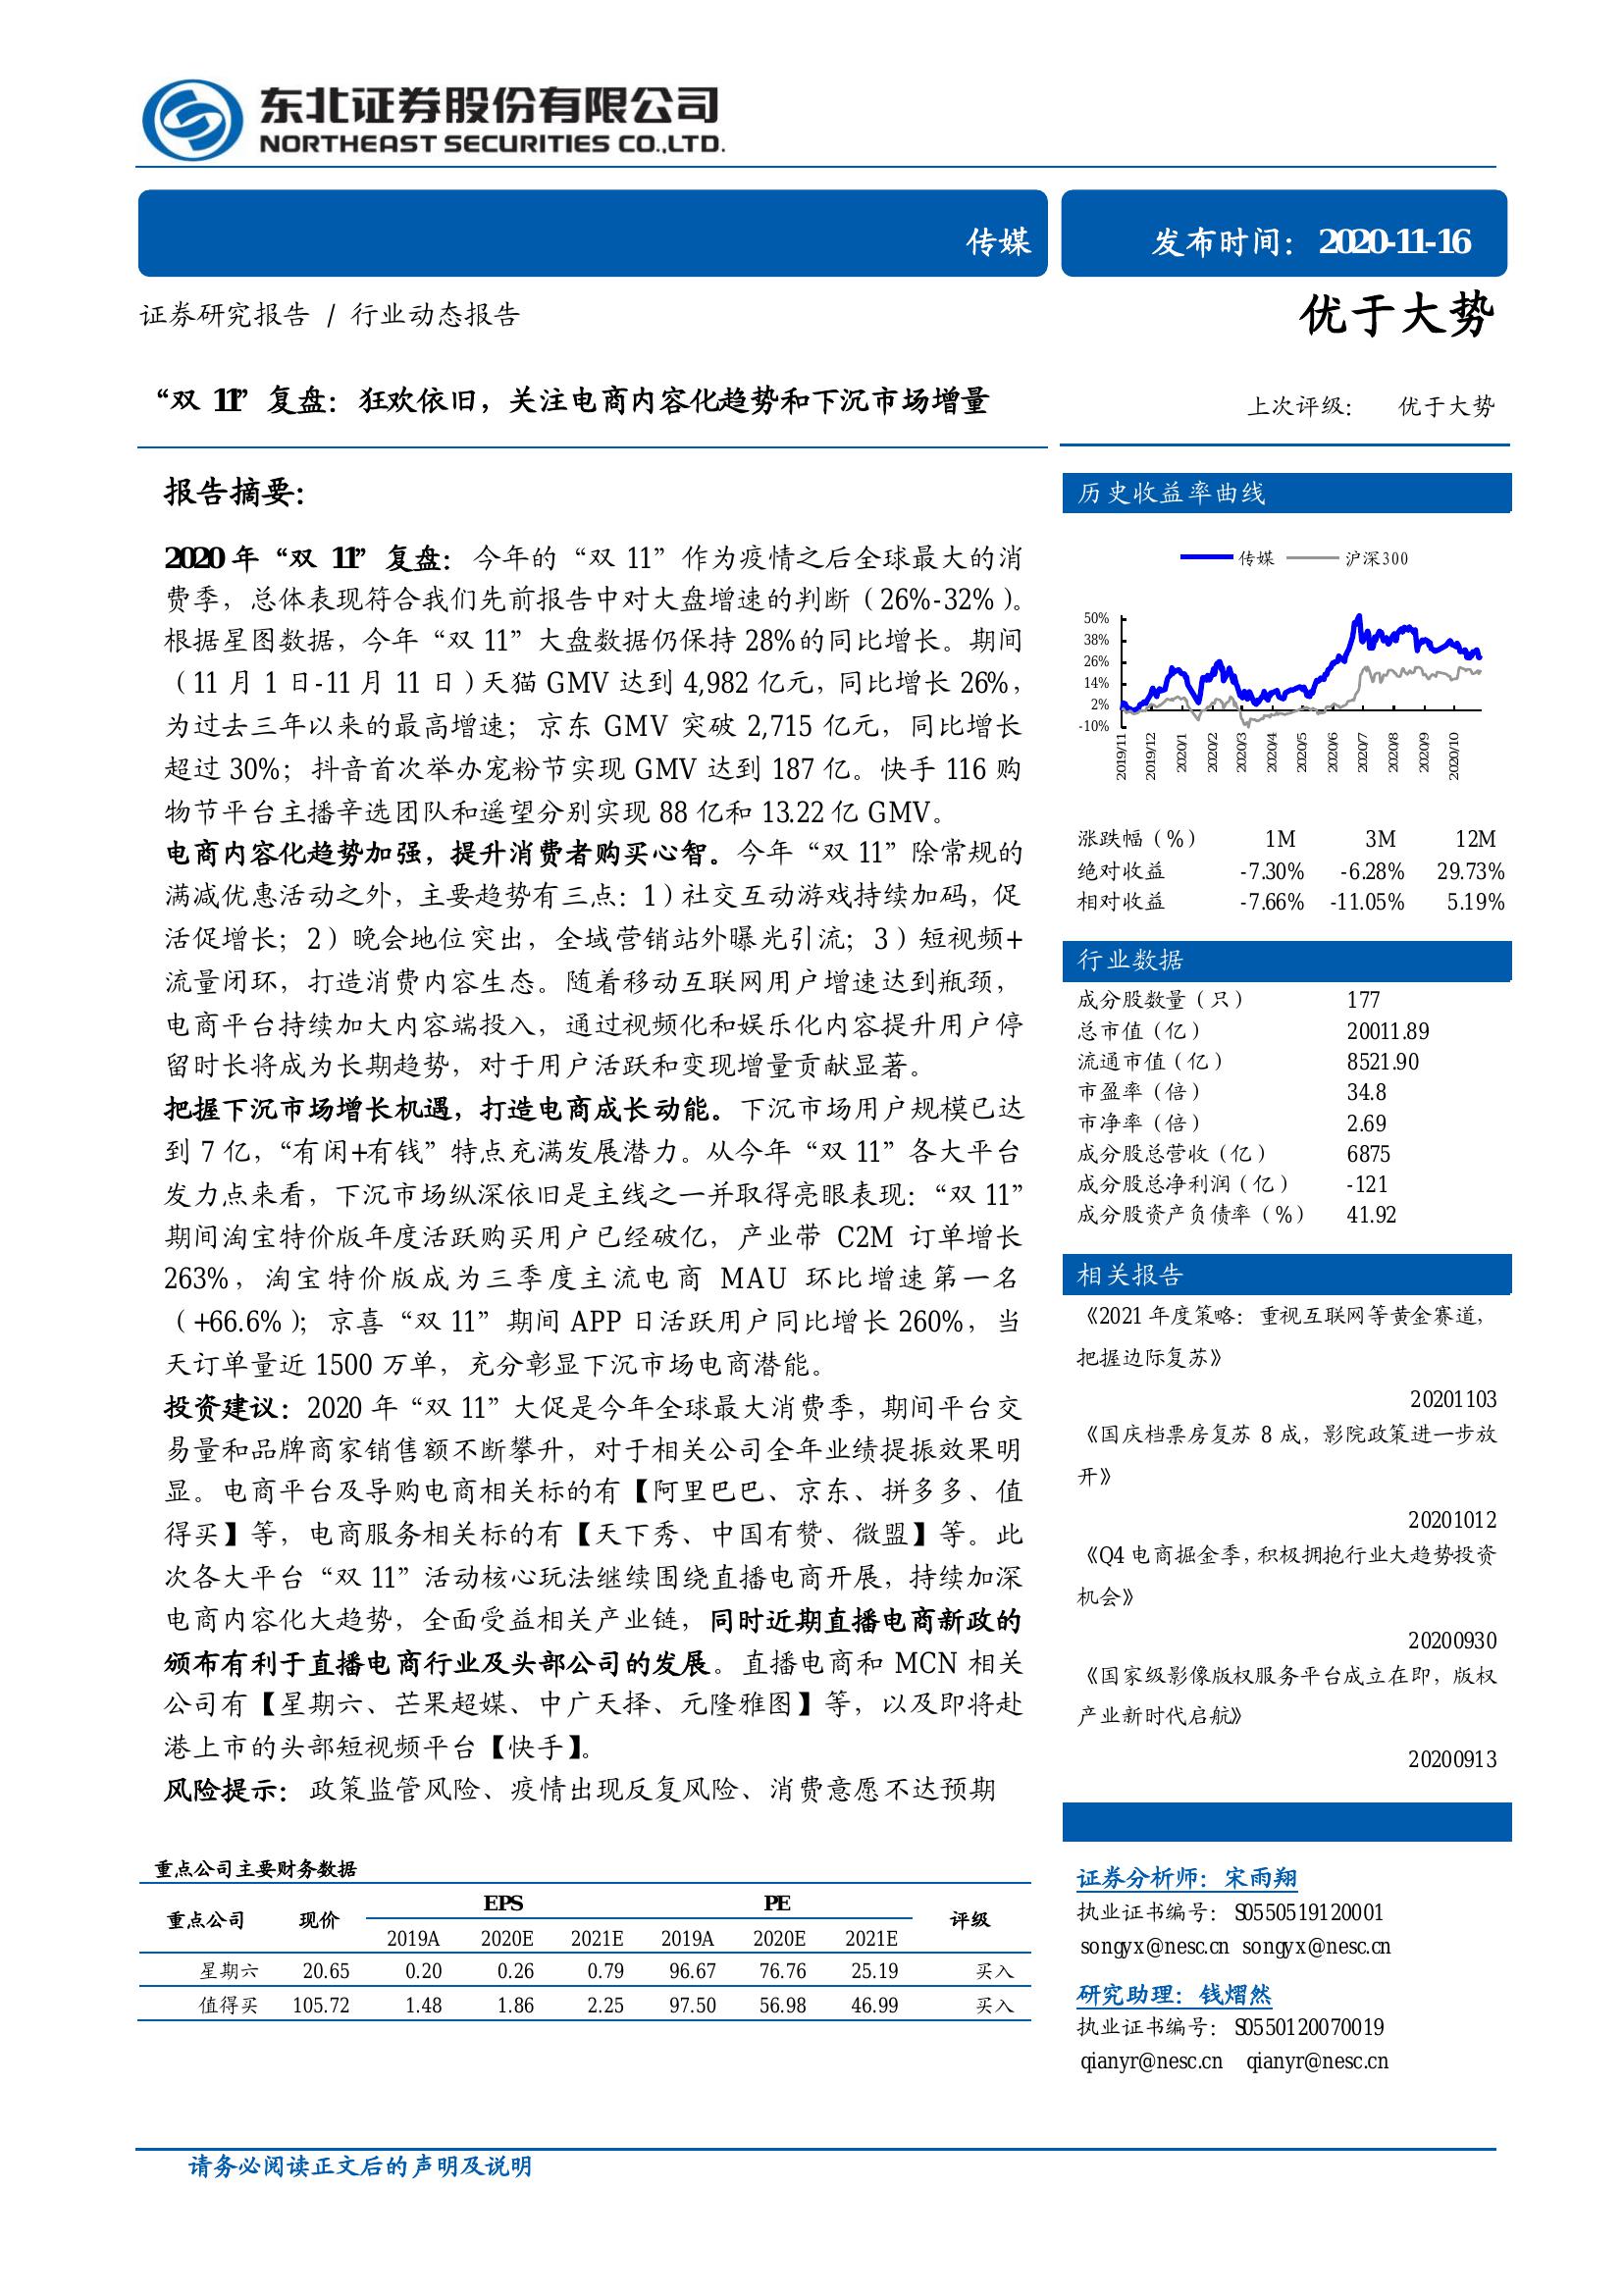 东北证券股份有限公司
NORTHEAST SECURITIES CO.,LTD.
传媒
发布时间：2020-11-16
证券研究报告 / 行业动态报告
优于大势
“双 11”复盘：狂欢依旧，关注电商内容化趋势和下沉市场增量
上次评级： 优于大势
报告摘要：
2020 年“双 11”复盘：今年的“双 11”作为疫情之后全球最大的消
费季，总体表现符合我们先前报告中对大盘增速的判断（26%-32%）。
根据星图数据，今年“双 11”大盘数据仍保持 28%的同比增长。期间
（11 月 1 日-11 月 11 日）天猫 GMV 达到 4,982 亿元，同比增长 26%，
为过去三年以来的最高增速；京东 GMV 突破 2,715 亿元，同比增长
超过 30%；抖音首次举办宠粉节实现 GMV 达到 187 亿。快手 116 购
物节平台主播辛选团队和遥望分别实现 88 亿和 13.22 亿 GMV。
电商内容化趋势加强，提升消费者购买心智。今年“双 11”除常规的
满减优惠活动之外，主要趋势有三点：1）社交互动游戏持续加码，促
活促增长；2）晚会地位突出，全域营销站外曝光引流；3）短视频+
流量闭环，打造消费内容生态。随着移动互联网用户增速达到瓶颈，
电商平台持续加大内容端投入，通过视频化和娱乐化内容提升用户停
留时长将成为长期趋势，对于用户活跃和变现增量贡献显著。
把握下沉市场增长机遇，打造电商成长动能。下沉市场用户规模已达
到 7 亿，“有闲+有钱”特点充满发展潜力。从今年“双 11”各大平台
发力点来看，下沉市场纵深依旧是主线之一并取得亮眼表现：“双 11”
期间淘宝特价版年度活跃购买用户已经破亿，产业带 C2M 订单增长
263%，淘宝特价版成为三季度主流电商 MAU 环比增速第一名
（+66.6%）；京喜“双 11”期间 APP 日活跃用户同比增长 260%，当
天订单量近 1500 万单，充分彰显下沉市场电商潜能。
投资建议：2020 年“双 11”大促是今年全球最大消费季，期间平台交
易量和品牌商家销售额不断攀升，对于相关公司全年业绩提振效果明
显。电商平台及导购电商相关标的有【阿里巴巴、京东、拼多多、值
得买】等，电商服务相关标的有【天下秀、中国有赞、微盟】等。此
次各大平台“双 11”活动核心玩法继续围绕直播电商开展，持续加深
电商内容化大趋势，全面受益相关产业链，同时近期直播电商新政的
颁布有利于直播电商行业及头部公司的发展。直播电商和 MCN 相关
公司有【星期六、芒果超媒、中广天择、元隆雅图】等，以及即将赴
港上市的头部短视频平台【快手】。
风险提示：政策监管风险、疫情出现反复风险、消费意愿不达预期
重点公司主要财务数据
重点公司 现价 EPS PE 评级
2019A 2020E 2021E 2019A 2020E 2021E
星期六 20.65 0.20 0.26 0.79 96.67 76.76 25.19 买入
值得买 105.72 1.48 1.86 2.25 97.50 56.98 46.99 买入
历史收益率曲线
传媒 沪深300
50%
38%
26%
14%
2%
-10%
2019/11 2019/12 2020/1 2020/2 2020/3 2020/4 2020/5 2020/6 2020/7 2020/8 2020/9 2020/10
涨跌幅（%） 1M 3M 12M
绝对收益 -7.30% -6.28% 29.73%
相对收益 -7.66% -11.05% 5.19%
行业数据
成分股数量（只） 177
总市值（亿） 20011.89
流通市值（亿） 8521.90
市盈率（倍） 34.8
市净率（倍） 2.69
成分股总营收（亿） 6875
成分股总净利润（亿） -121
成分股资产负债率（%） 41.92
相关报告
《2021 年度策略：重视互联网等黄金赛道，
把握边际复苏》
20201103
《国庆档票房复苏 8 成，影院政策进一步放
开》
20201012
《Q4 电商掘金季，积极拥抱行业大趋势投资
机会》
20200930
《国家级影像版权服务平台成立在即，版权
产业新时代启航》
20200913
证券分析师：宋雨翔
执业证书编号：S0550519120001
songyx@nesc.cn songyx@nesc.cn
研究助理：钱熠然
执业证书编号：S0550120070019
qianyr@nesc.cn qianyr@nesc.cn
请务必阅读正文后的声明及说明